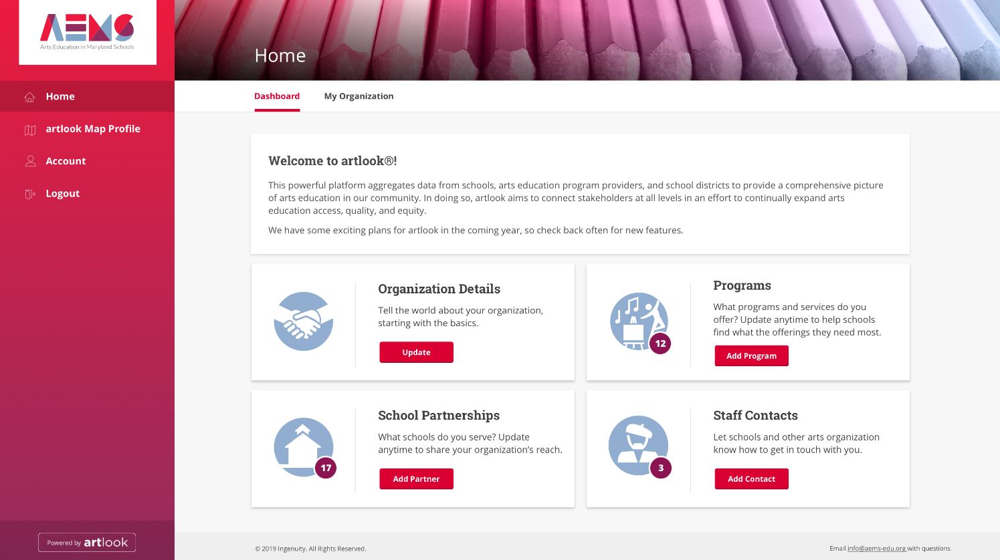 AEMS
Arts Education in Maryland Schools
Home
artlook Map Profile
Account
Logout
Powered by artlook
Home
Dashboard
My Organization
Welcome to artlook®!
This powerful platform aggregates data from schools, arts education program providers, and school districts to provide a comprehensive picture
of arts education in our community. In doing so, artlook aims to connect stakeholders at all levels in an effort to continually expand arts
education access, quality, and equity.
We have some exciting plans for artlook in the coming year, so check back often for new features.
Organization Details
Tell the world about your organization,
starting with the basics.
Update
Programs
What programs and services do you
offer? Update anytime to help schools
find what the offerings they need most.
12
Add Program
School Partnerships
What schools do you serve? Update
anytime to share your organization's reach.
17
Add Partner
Staff Contacts
Let schools and other arts organization
know how to get in touch with you.
3
Add Contact
© 2019 Ingenuity. All Rights Reserved.
Email info@aems-edu.org with questions